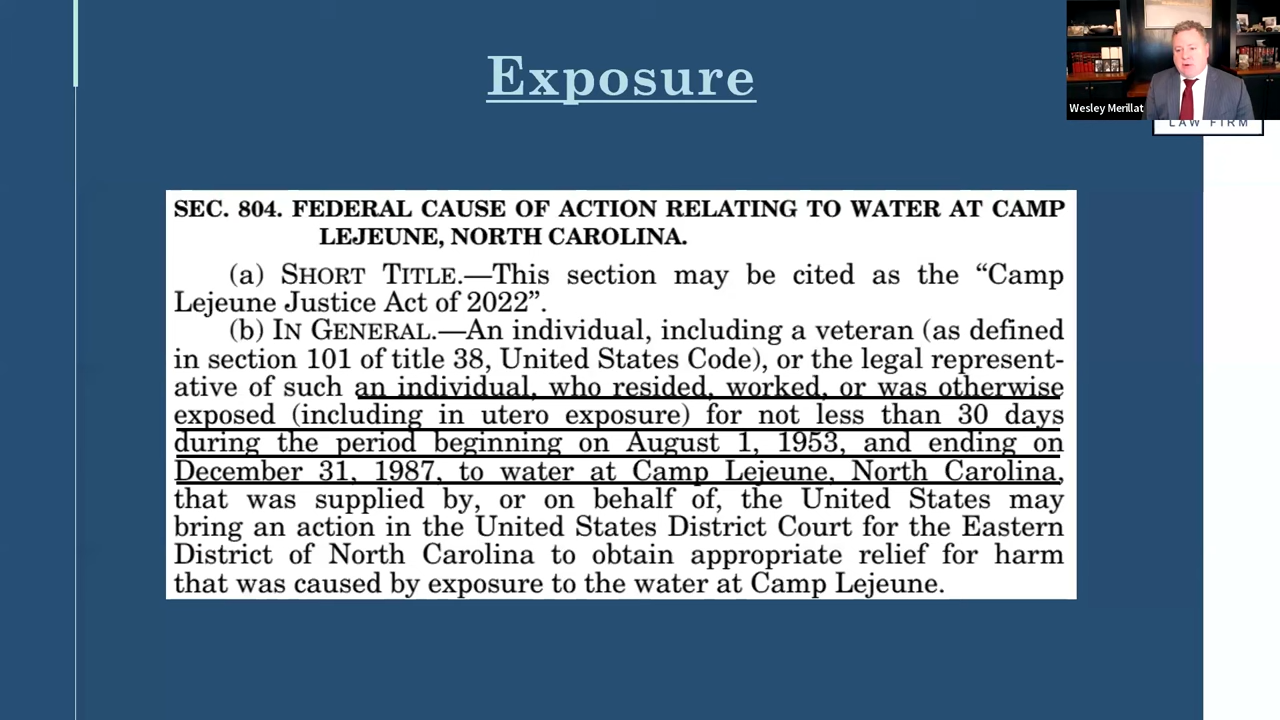 Exposure
Wesley Merillat
LAW FIRM
SEC. 804. FEDERAL CAUSE OF ACTION RELATING TO WATER AT CAMP
LEJEUNE, NORTH CAROLINA.
(a) SHORT TITLE.—This section may be cited as the “Camp
Lejeune Justice Act of 2022”.
(b) IN GENERAL.—An individual, including a veteran (as defined
in section 101 of title 38, United States Code), or the legal represent-
ative of such an individual, who resided, worked, or was otherwise
exposed (including in utero exposure) for not less than 30 days
during the period beginning on August 1, 1953, and ending on
December 31, 1987, to water at Camp Lejeune, North Carolina,
that was supplied by, or on behalf of, the United States may
bring an action in the United States District Court for the Eastern
District of North Carolina to obtain appropriate relief for harm
that was caused by exposure to the water at Camp Lejeune.